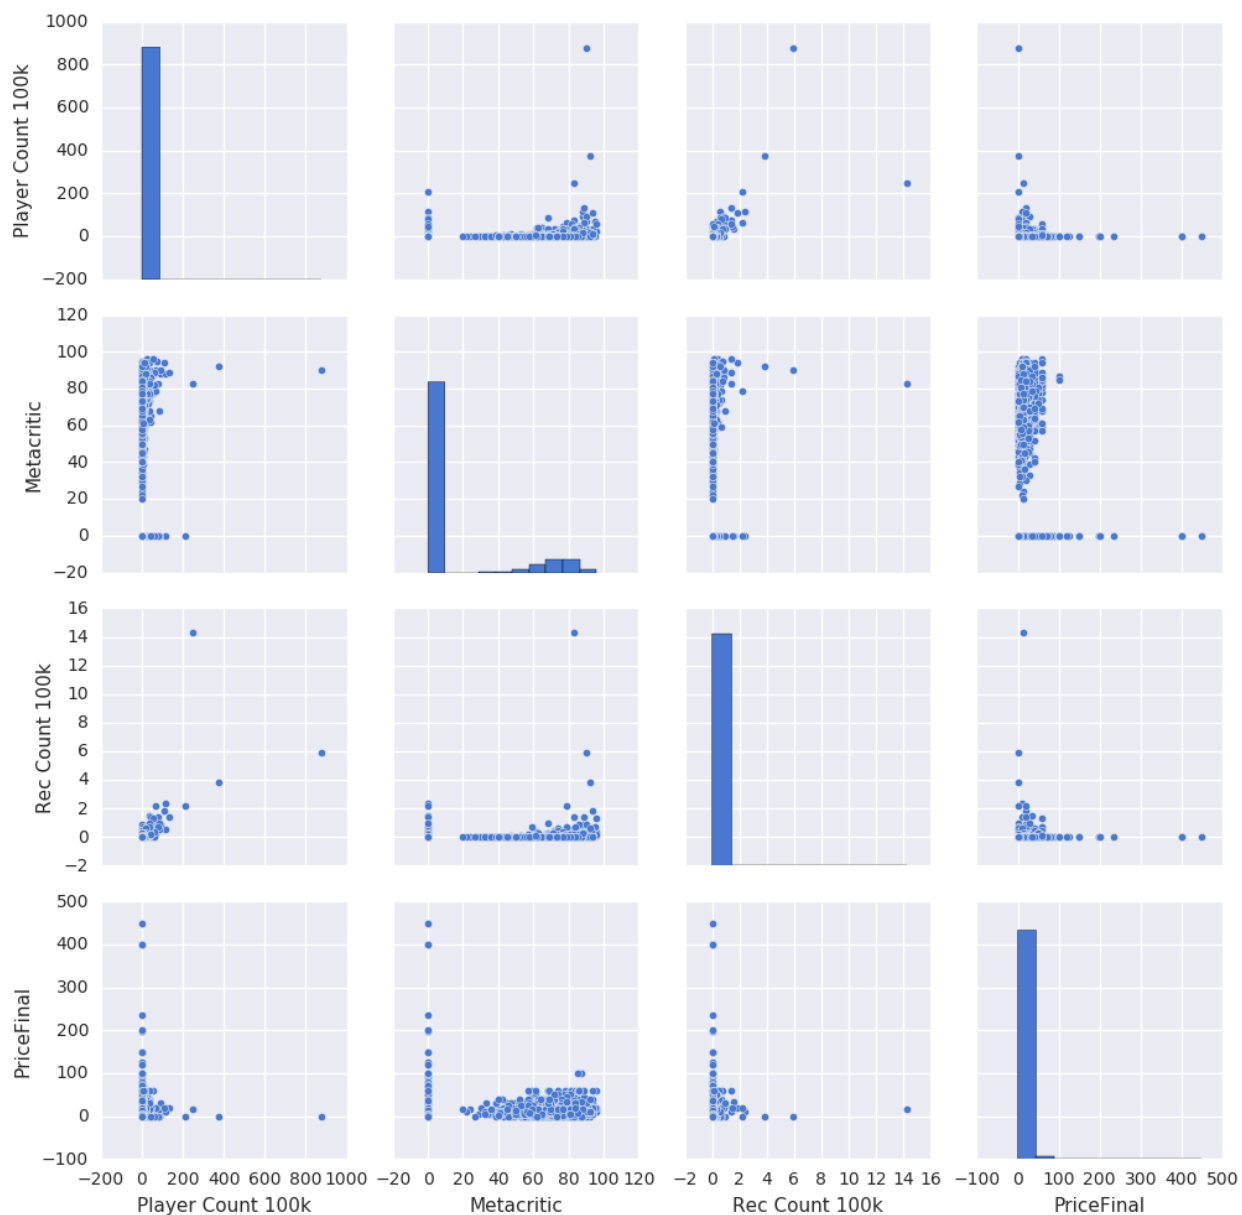 1000
800
600
400
200
0
−200
Player Count 100k
120
100
80
60
40
20
0
−20
Metacritic
16
14
12
10
8
6
4
2
0
−2
Rec Count 100k
500
400
300
200
100
0
−100
PriceFinal
−200 0 200 400 600 800 1000
Player Count 100k
−20 0 20 40 60 80 100 120
Metacritic
−2 0 2 4 6 8 10 12 14 16
Rec Count 100k
−100 0 100 200 300 400 500
PriceFinal